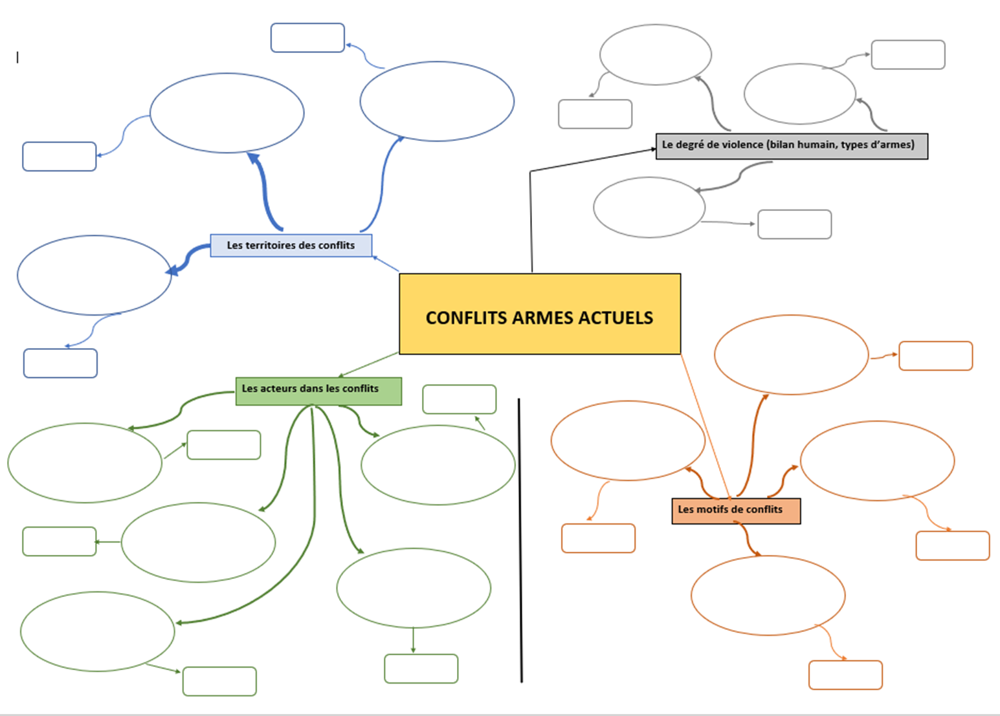 Le degré de violence (bilan humain, types d’armes)
Les territoires des conflits
CONFLITS ARMES ACTUELS
Les acteurs dans les conflits
Les motifs de conflits